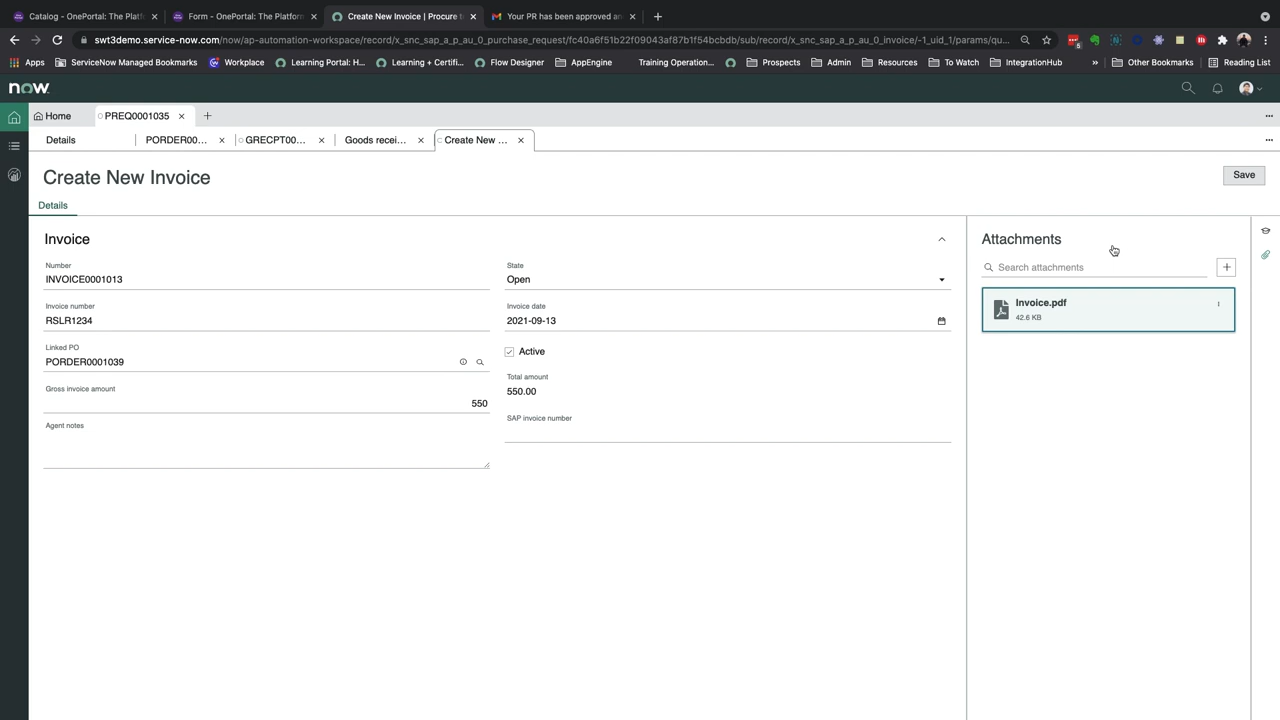 Catalog - OnePortal: The Platfo
Form - OnePortal: The Platform
Create New Invoice | Procure t
Your PR has been approved an
swt3demo.service-now.com/now/ap-automation-workspace/record/x_snc_sap_a_p_au_0_purchase_request/fc40a6f51b22f09043af87b1f54bcbdb/sub/record/x_snc_sap_a_p_au_0_invoice/-1_uid_1/params/qu...
5
Apps
ServiceNow Managed Bookmarks
Workplace
Learning Portal: H...
Learning + Certifi...
Flow Designer
AppEngine
Training Operation...
Prospects
Admin
Resources
To Watch
IntegrationHub
»
Other Bookmarks
Reading List
now
Home
PREQ0001035
Details
PORDER00...
GRECPT00...
Goods recei...
Create New ...
Create New Invoice
Save
Details
Invoice
Number
INVOICE0001013
Invoice number
RSLR1234
Linked PO
PORDER0001039
Gross invoice amount
550
Agent notes
State
Open
Invoice date
2021-09-13
Active
Total amount
550.00
SAP invoice number
Attachments
Search attachments
Invoice.pdf
42.6 KB